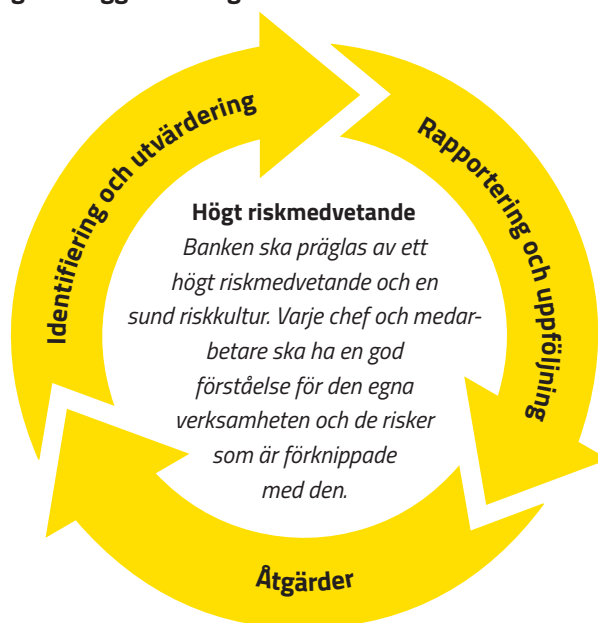 Identifiering och utvärdering
Rapportering och uppföljning
Högt riskmedvetande
Banken ska präglas av ett
högt riskmedvetande och en
sund riskkultur. Varje chef och medar-
betare ska ha en god
förståelse för den egna
verksamheten och de risker
som är förknippade
med den.
Åtgärder